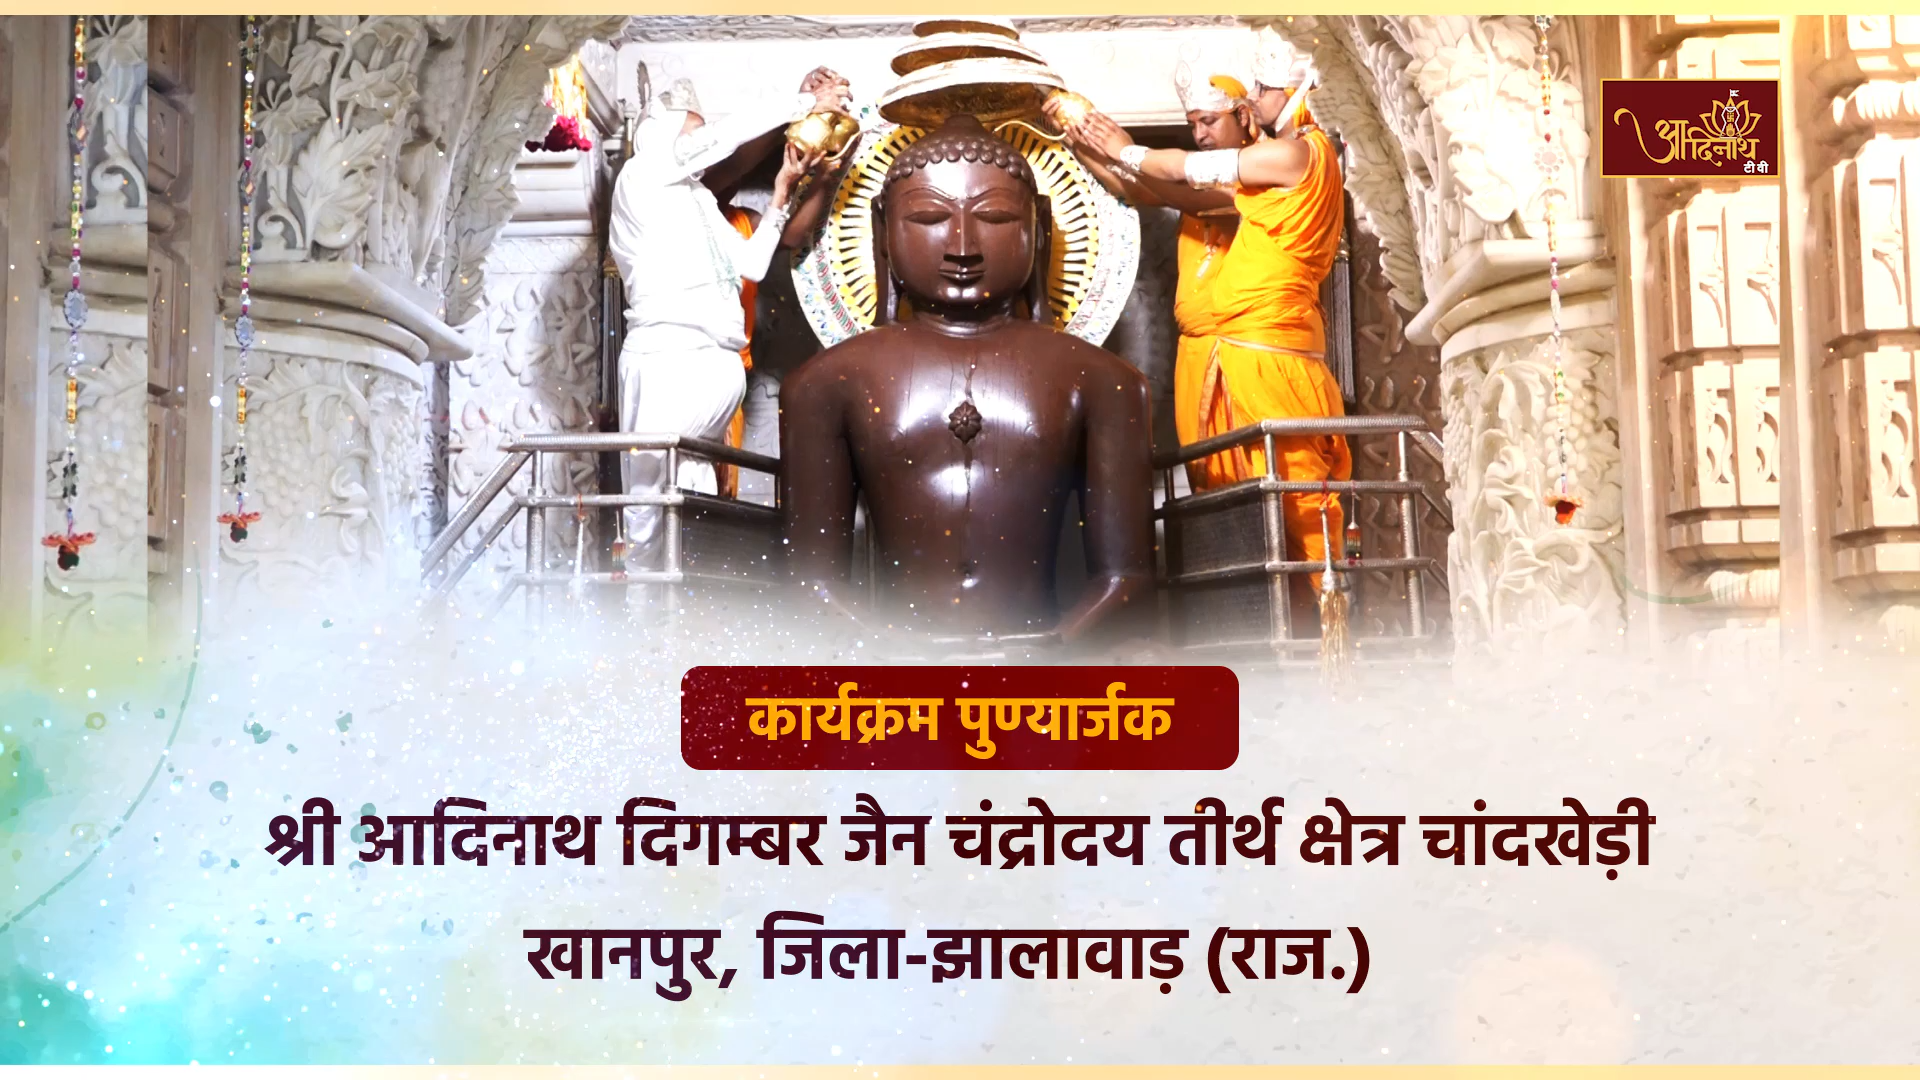 आदिनाथ
टीवी
कार्यक्रम पुण्यार्जक
श्री आदिनाथ दिगम्बर जैन चंद्रोदय तीर्थ क्षेत्र चांदखेड़ी
खानपुर, जिला-झालावाड़ (राज.)